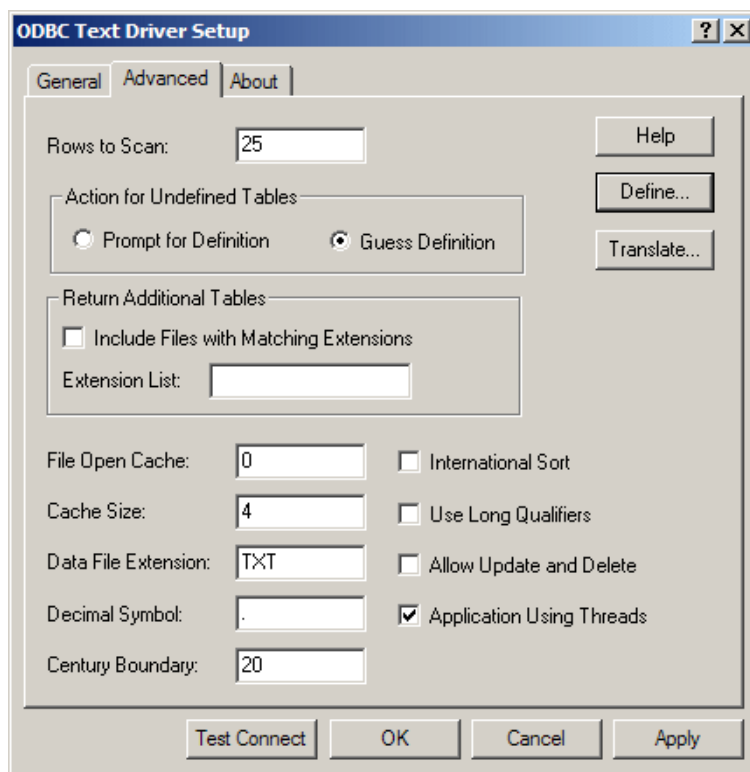 ODBC Text Driver Setup
General Advanced About
Rows to Scan: 25 Help
Action for Undefined Tables Define...
Prompt for Definition Guess Definition Translate...
Return Additional Tables
Include Files with Matching Extensions
Extension List:
File Open Cache: 0 International Sort
Cache Size: 4 Use Long Qualifiers
Data File Extension: TXT Allow Update and Delete
Decimal Symbol: . Application Using Threads
Century Boundary: 20
Test Connect OK Cancel Apply